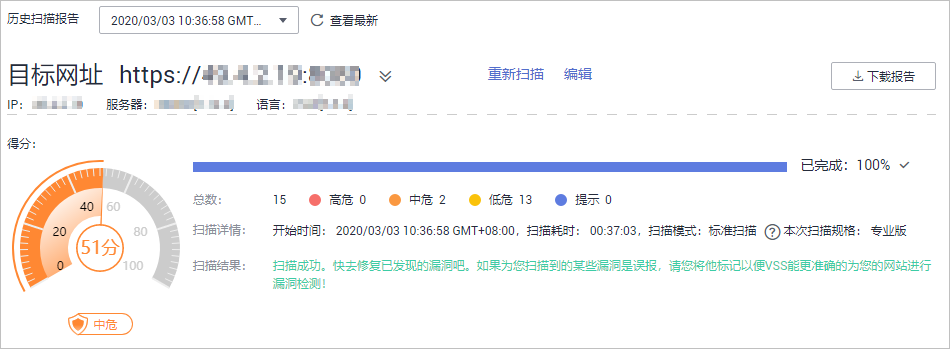 历史扫描报告 2020/03/03 10:36:58 GMT... 查看最新
目标网址 https:// 重新扫描 编辑 下载报告
IP: 服务器: 语言:
得分:
已完成: 100%
总数: 15 高危 0 中危 2 低危 13 提示 0
扫描详情: 开始时间: 2020/03/03 10:36:58 GMT+08:00, 扫描耗时: 00:37:03, 扫描模式: 标准扫描 ? 本次扫描规格: 专业版
扫描结果: 扫描成功。快去修复已发现的漏洞吧。如果为您扫描到的某些漏洞是误报，请您将他标记以便VSS能更准确的为您的网站进行
漏洞检测！
40 60
20 80
51分
0 100
中危